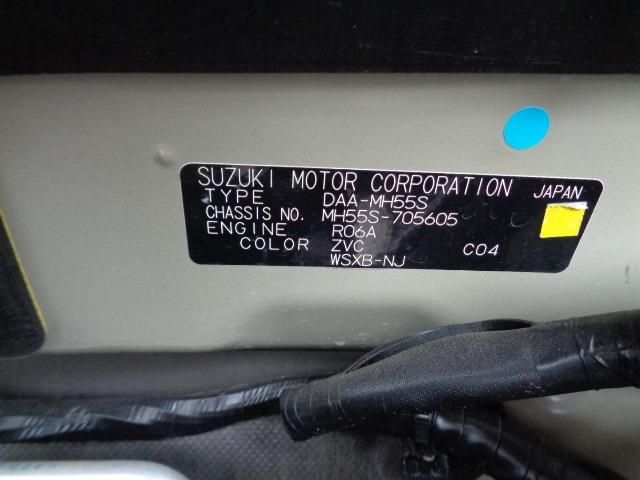 SUZUKI MOTOR CORPORATION JAPAN
TYPE DAA-MH55S
CHASSIS NO. MH55S-705605
ENGINE R06A
COLOR ZVC C04
WSXB-NJ